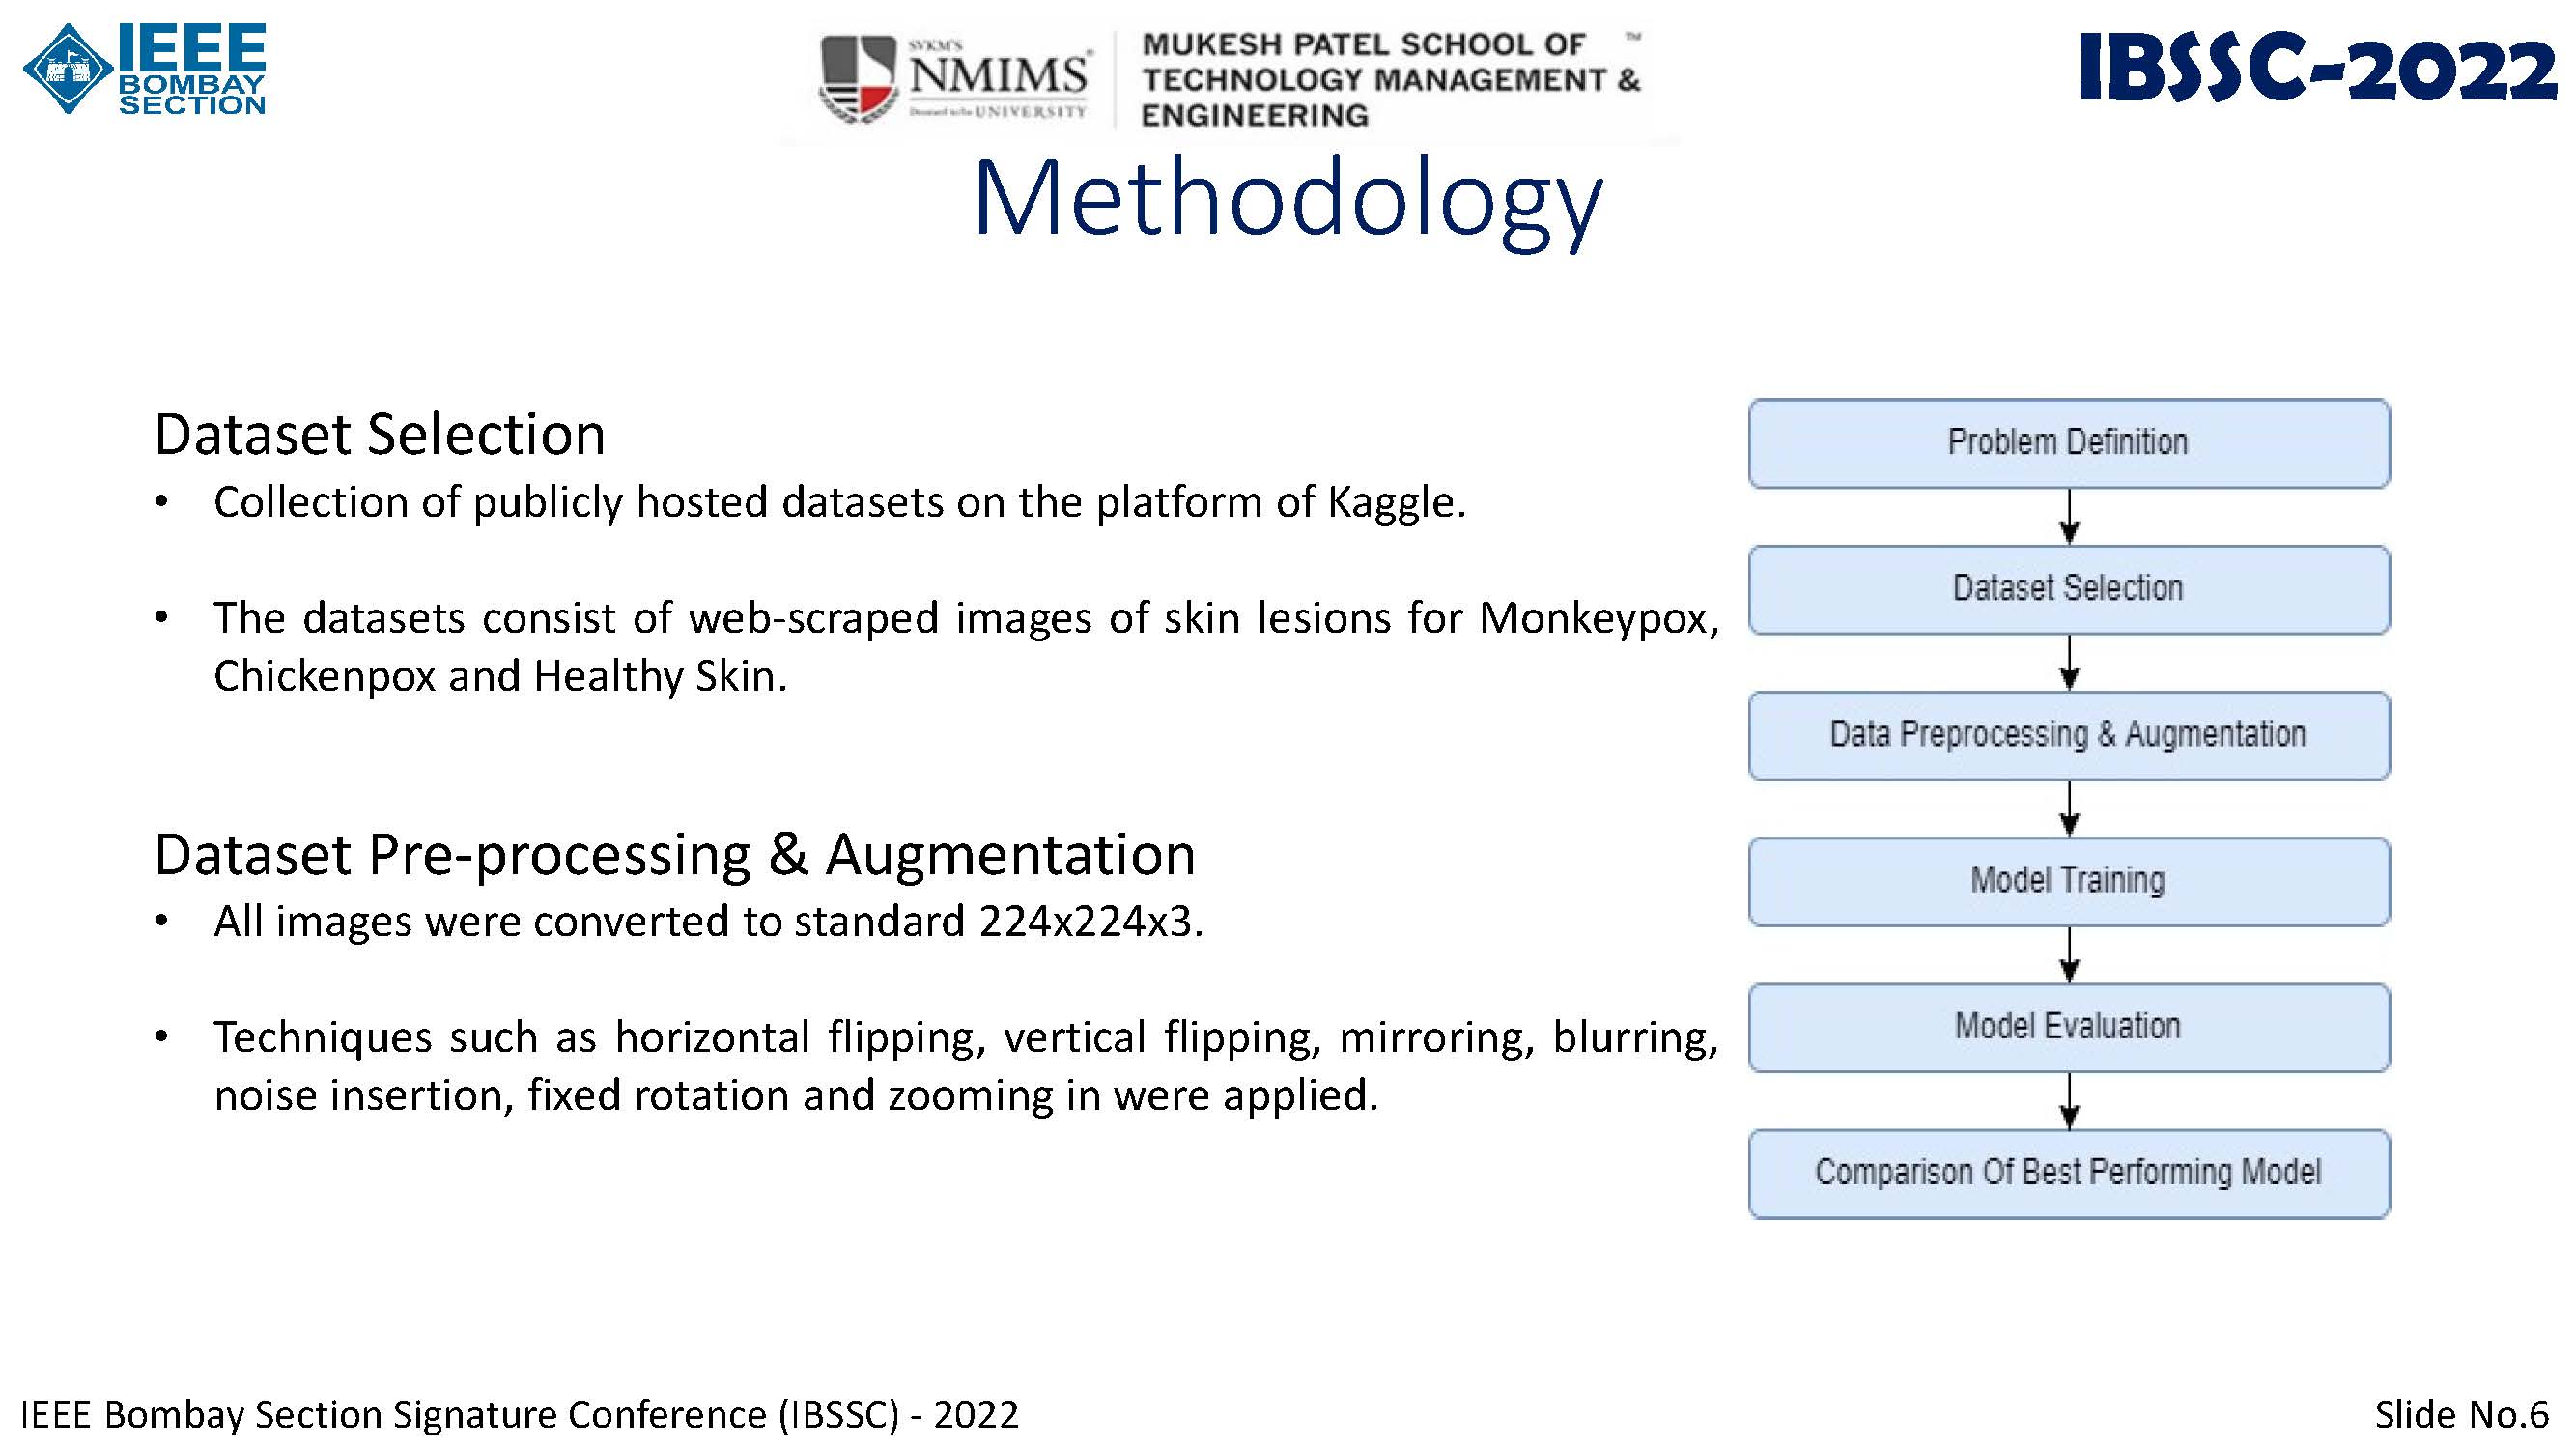 IEEE
BOMBAY
SECTION
SVKM'S
NMIMS
Deemed to be UNIVERSITY
MUKESH PATEL SCHOOL OF ™
TECHNOLOGY MANAGEMENT &
ENGINEERING
IBSSC-2022
Methodology
Dataset Selection
• Collection of publicly hosted datasets on the platform of Kaggle.
• The datasets consist of web-scraped images of skin lesions for Monkeypox,
Chickenpox and Healthy Skin.
Dataset Pre-processing & Augmentation
• All images were converted to standard 224x224x3.
• Techniques such as horizontal flipping, vertical flipping, mirroring, blurring,
noise insertion, fixed rotation and zooming in were applied.
Problem Definition
Dataset Selection
Data Preprocessing & Augmentation
Model Training
Model Evaluation
Comparison Of Best Performing Model
IEEE Bombay Section Signature Conference (IBSSC) - 2022
Slide No.6